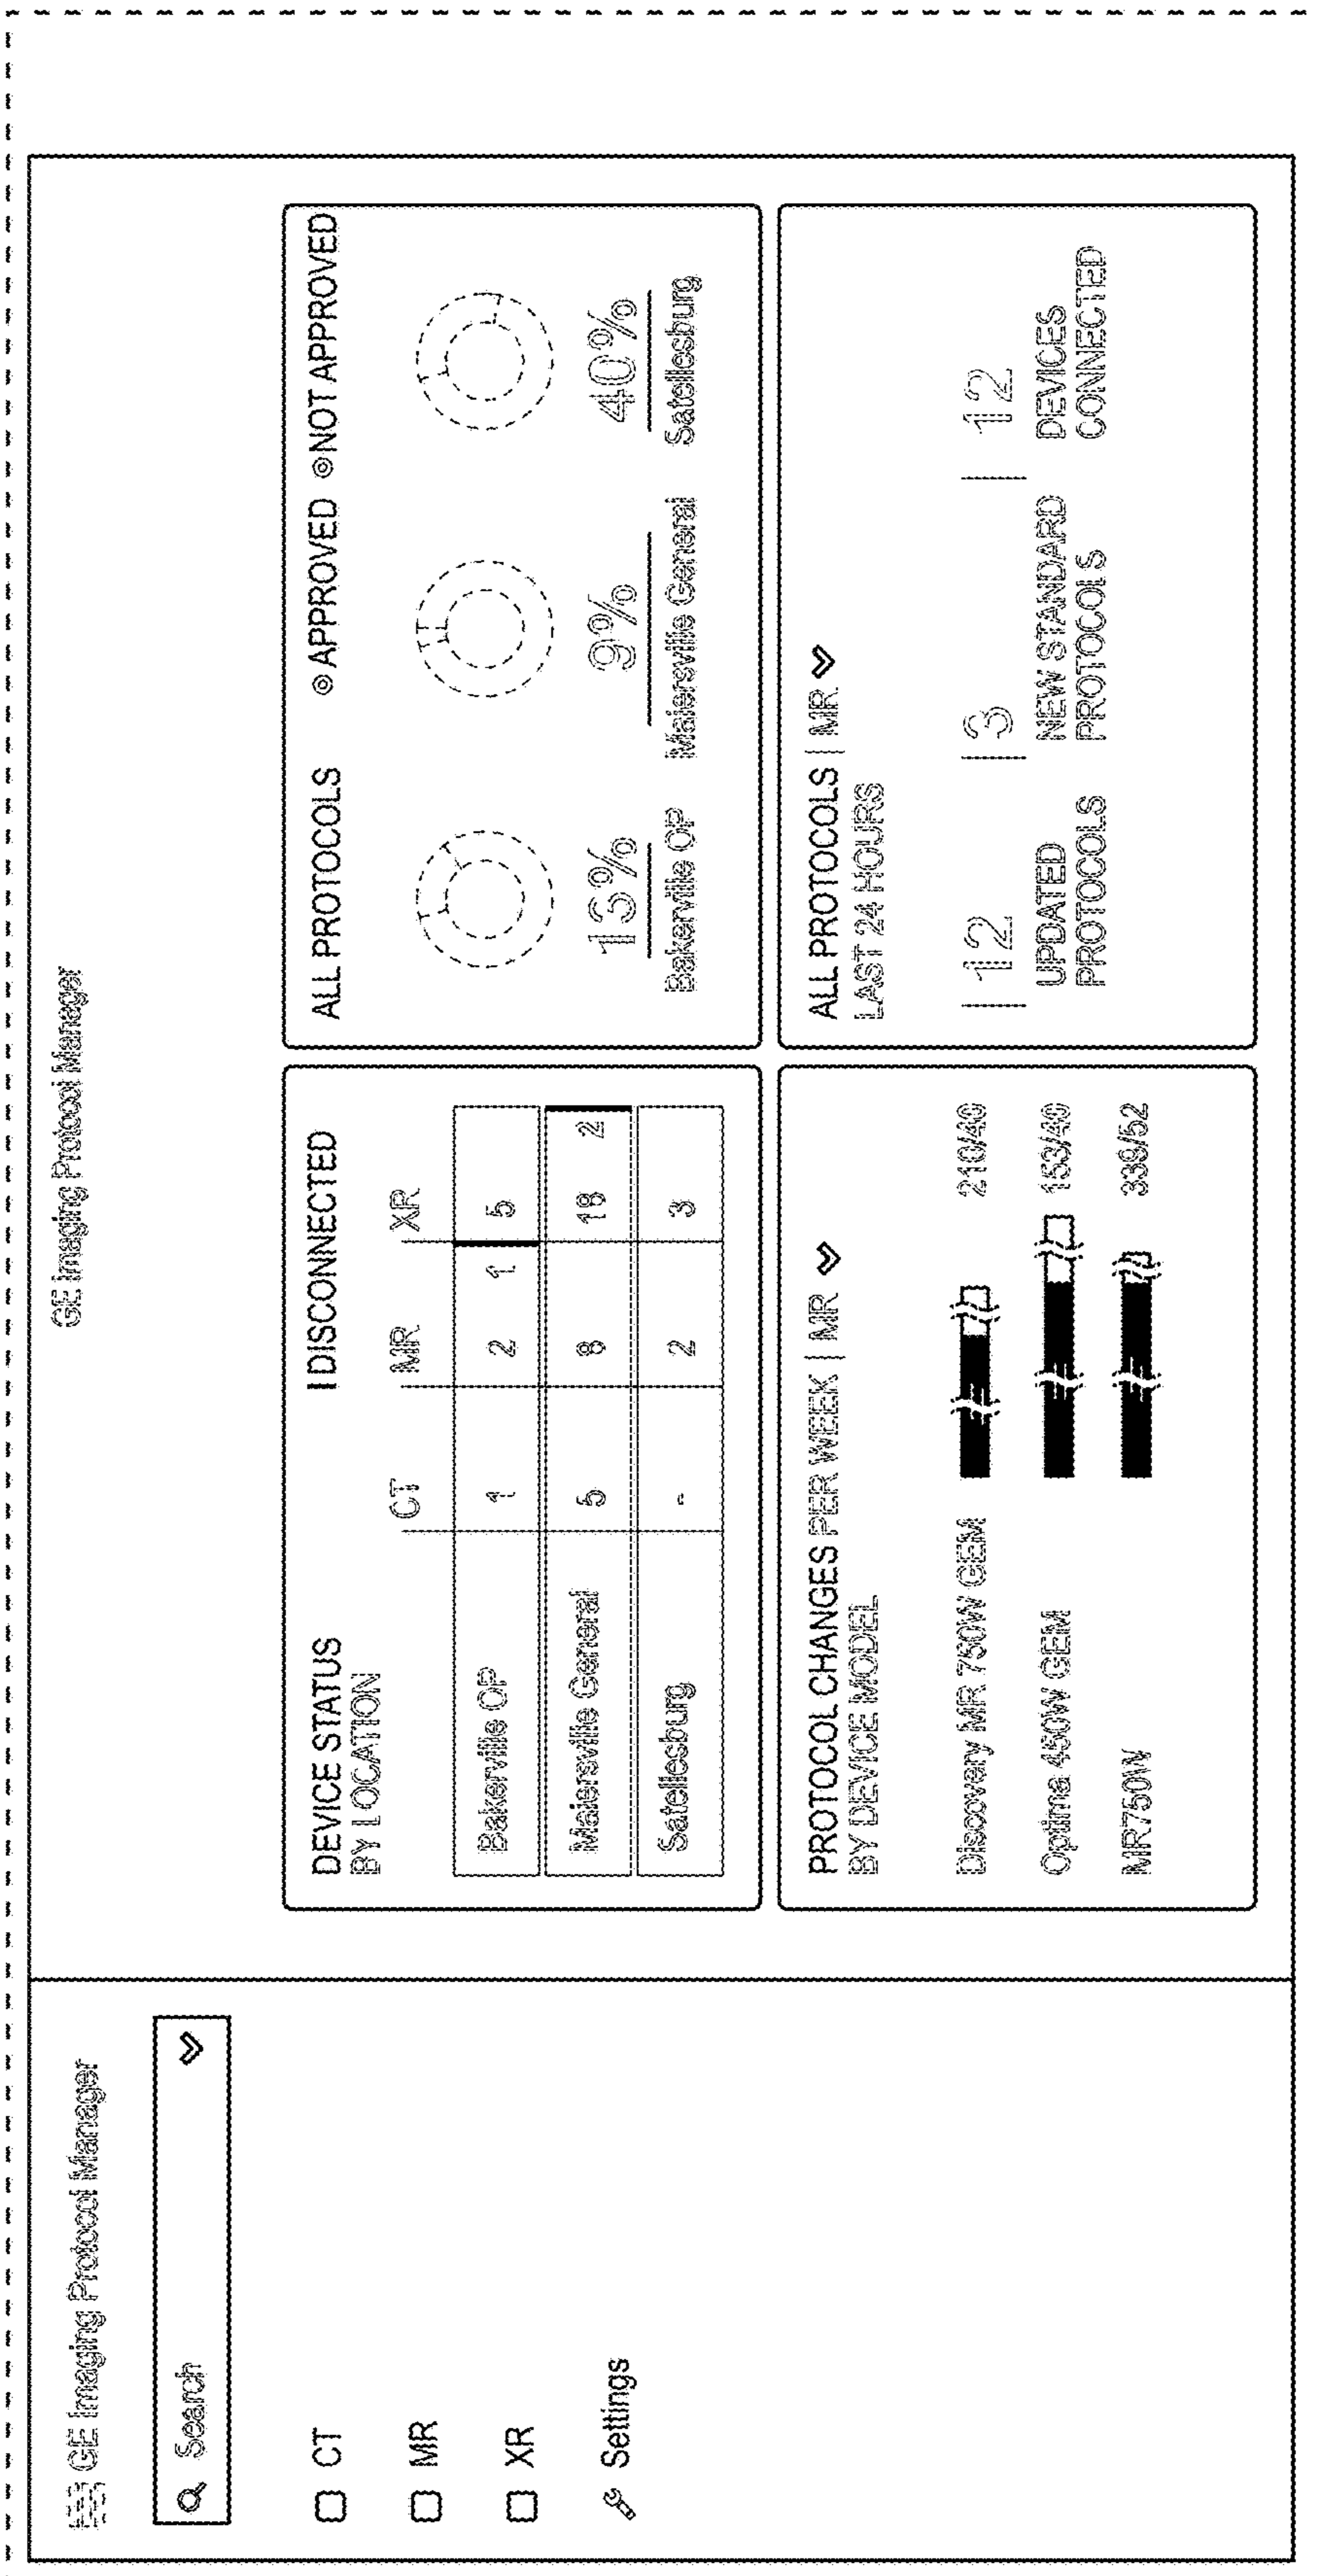 GE Imaging Protocol Manager
GE Imaging Protocol Manager
Search
CT
MR
XR
Settings
DEVICE STATUS
BY LOCATION
DISCONNECTED
CT MR XR
Bakerville OP 1 2 1 5
Maiersville General 5 8 18 2
Satellesburg - 2 3
ALL PROTOCOLS
APPROVED NOT APPROVED
13% 9% 40%
Bakerville OP Maiersville General Satellesburg
PROTOCOL CHANGES PER WEEK | MR
BY DEVICE MODEL
Discovery MR 750W GEM 210/40
Optima 450W GEM 153/40
MR750W 339/52
ALL PROTOCOLS | MR
LAST 24 HOURS
12 3 12
UPDATED NEW STANDARD DEVICES
PROTOCOLS PROTOCOLS CONNECTED